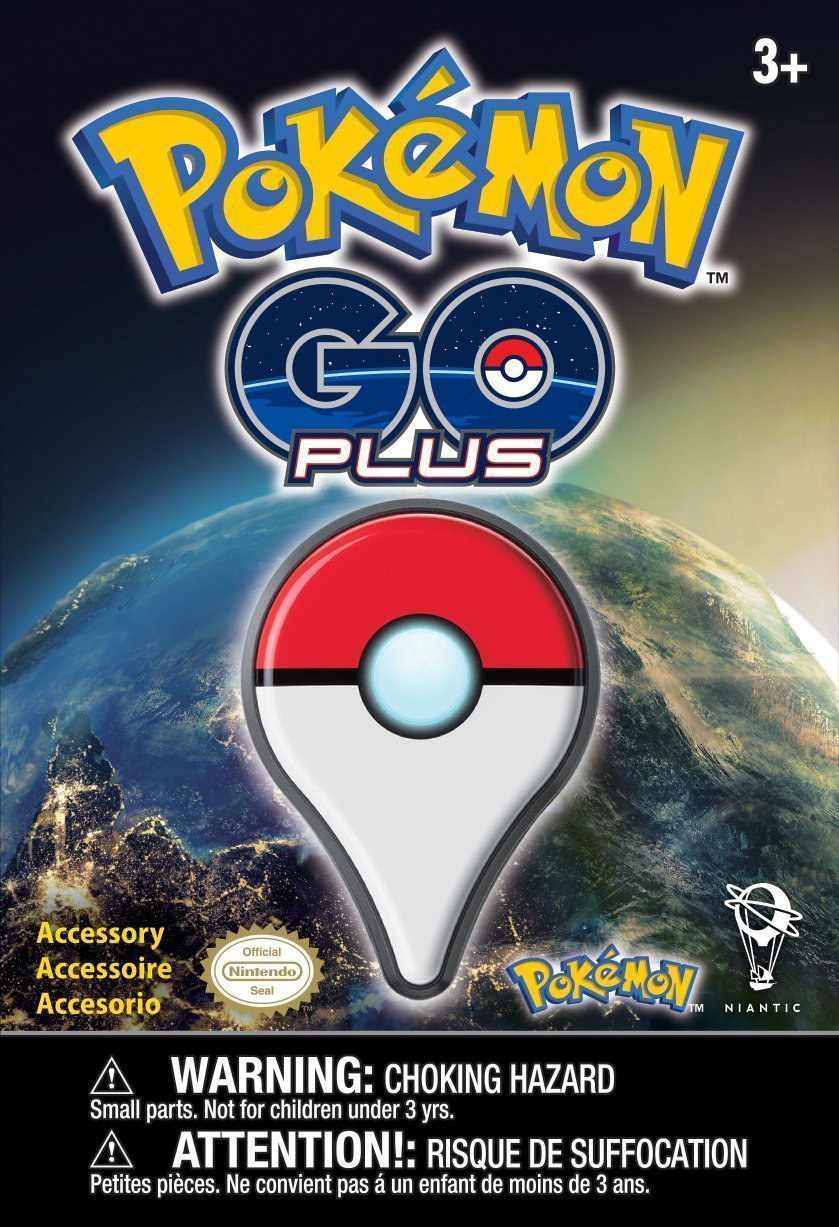 3+
POKéMON
TM
GO
PLUS
Accessory
Accessoire
Accesorio
Official
Nintendo
Seal
TM
POKéMON
TM
NIANTIC
WARNING: CHOKING HAZARD
Small parts. Not for children under 3 yrs.
ATTENTION!: RISQUE DE SUFFOCATION
Petites pièces. Ne convient pas á un enfant de moins de 3 ans.